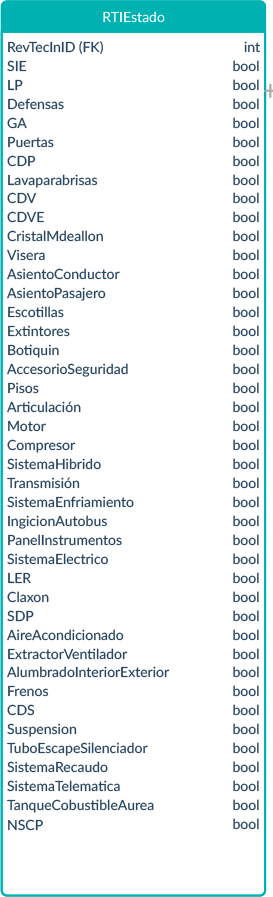 RTIEstado
RevTecInID (FK) int
SIE bool
LP bool
Defensas bool
GA bool
Puertas bool
CDP bool
Lavaparabrisas bool
CDV bool
CDVE bool
CristalMdeallon bool
Visera bool
AsientoConductor bool
AsientoPasajero bool
Escotillas bool
Extintores bool
Botiquin bool
AccesorioSeguridad bool
Pisos bool
Articulación bool
Motor bool
Compresor bool
SistemaHibrido bool
Transmisión bool
SistemaEnfriamiento bool
IngicionAutobus bool
PanelInstrumentos bool
SistemaElectrico bool
LER bool
Claxon bool
SDP bool
AireAcondicionado bool
ExtractorVentilador bool
AlumbradoInteriorExterior bool
Frenos bool
CDS bool
Suspension bool
TuboEscapeSilenciador bool
SistemaRecaudo bool
SistemaTelematica bool
TanqueCobustibleAurea bool
NSCP bool